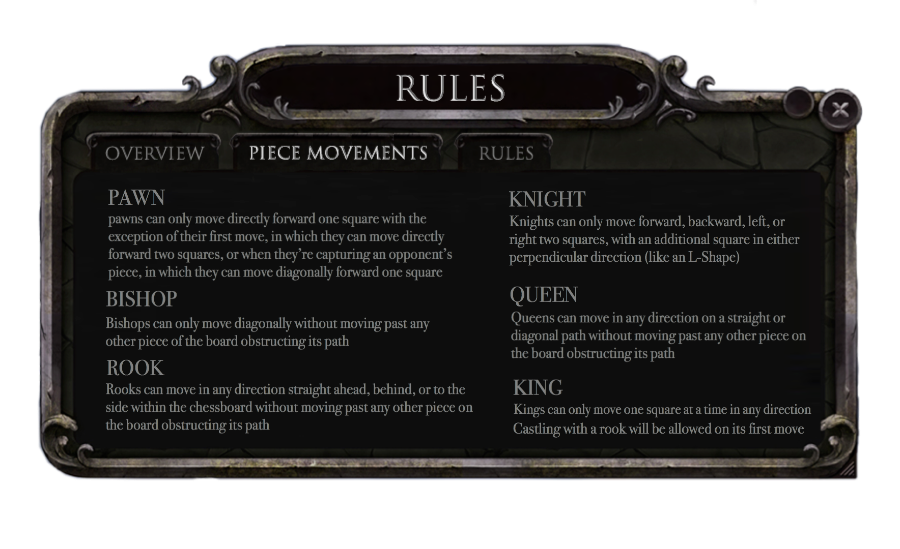 RULES
OVERVIEW
PIECE MOVEMENTS
RULES
PAWN
pawns can only move directly forward one square with the
exception of their first move, in which they can move directly
forward two squares, or when they're capturing an opponent's
piece, in which they can move diagonally forward one square
BISHOP
Bishops can only move diagonally without moving past any
other piece of the board obstructing its path
ROOK
Rooks can move in any direction straight ahead, behind, or to the
side within the chessboard without moving past any other piece on
the board obstructing its path
KNIGHT
Knights can only move forward, backward, left, or
right two squares, with an additional square in either
perpendicular direction (like an L-Shape)
QUEEN
Queens can move in any direction on a straight or
diagonal path without moving past any other piece on
the board obstructing its path
KING
Kings can only move one square at a time in any direction
Castling with a rook will be allowed on its first move